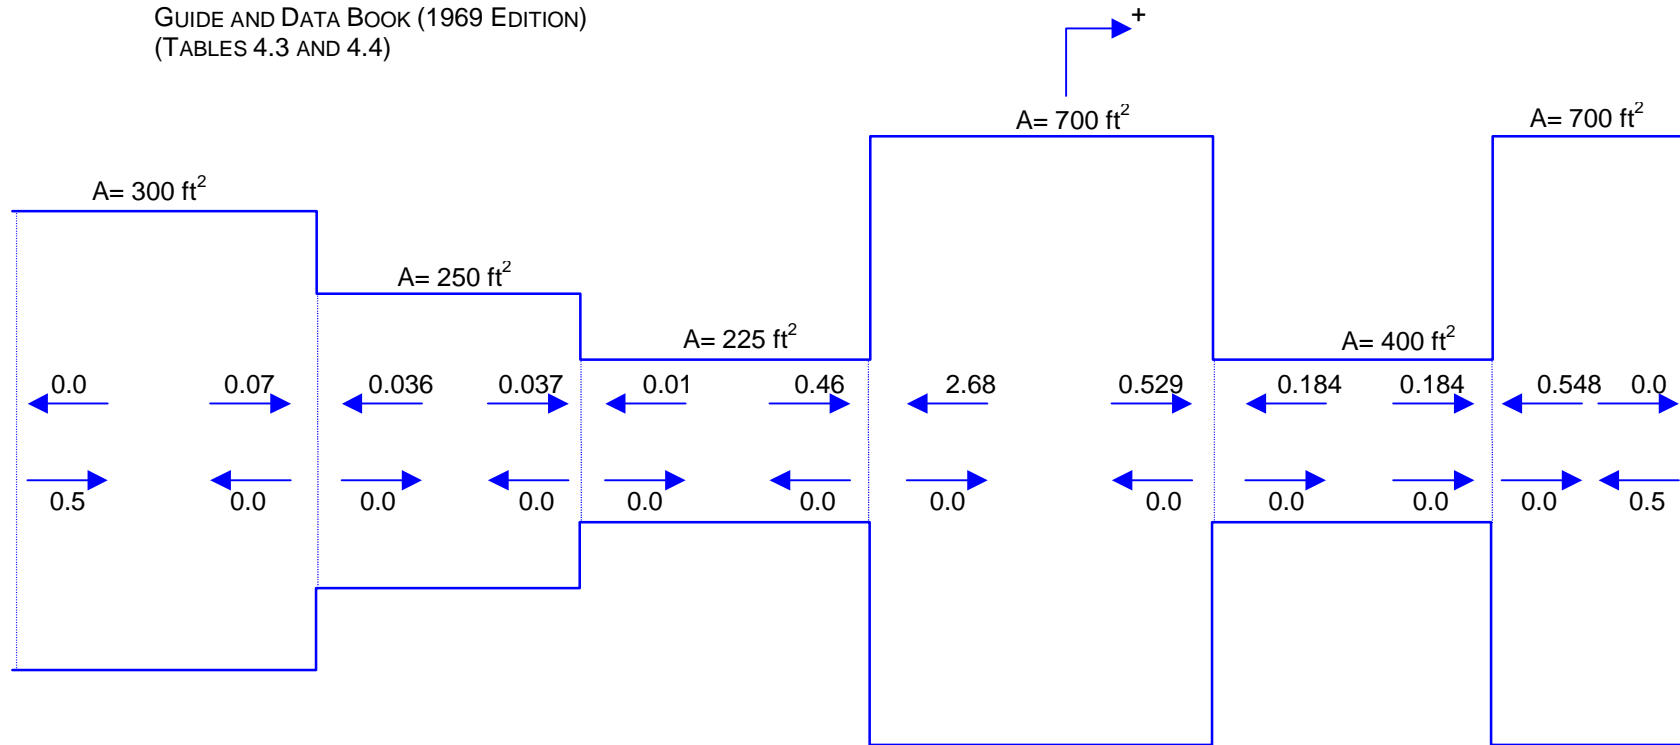 GUIDE AND DATA BOOK (1969 EDITION)
(TABLES 4.3 AND 4.4)
+
A= 700 ft²
A= 700 ft²
A= 300 ft²
A= 250 ft²
A= 225 ft²
A= 400 ft²
0.0 0.07 0.036 0.037 0.01 0.46 2.68 0.529 0.184 0.184 0.548 0.0
0.5 0.0 0.0 0.0 0.0 0.0 0.0 0.0 0.0 0.0 0.0 0.5